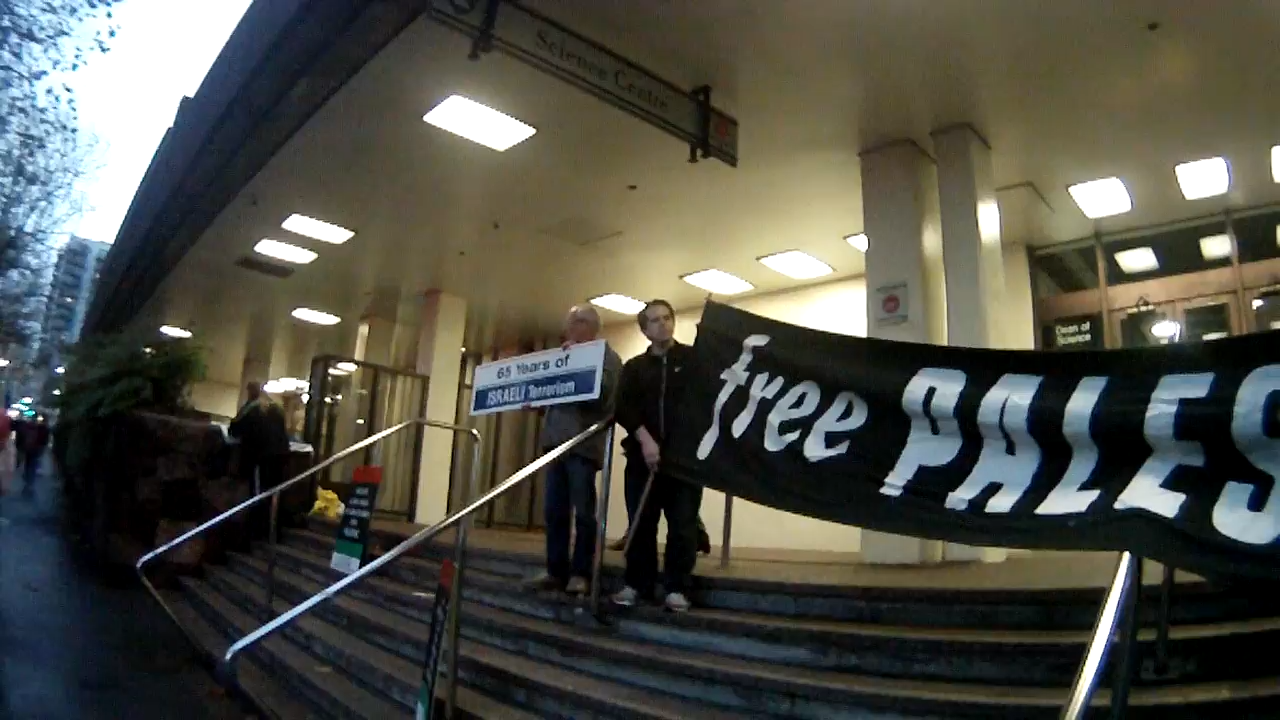 Science Centre
65 Years of
ISRAELI Terrorism
free PALES
Dean of
Science